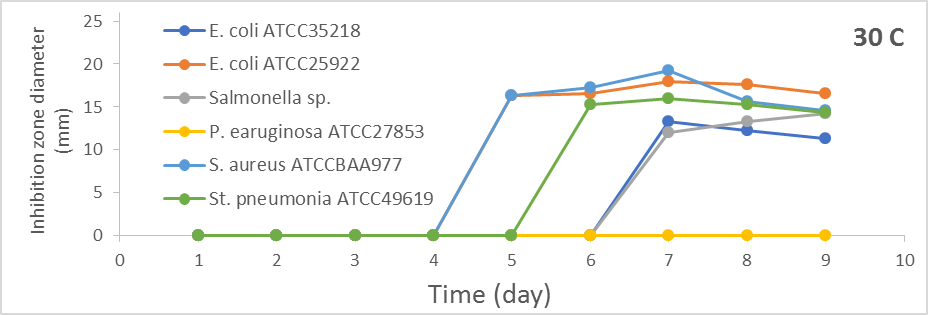 30 C
E. coli ATCC35218
E. coli ATCC25922
Salmonella sp.
P. earuginosa ATCC27853
S. aureus ATCCBAA977
St. pneumonia ATCC49619
Inhibition zone diameter
(mm)
25
20
15
10
5
0
0 1 2 3 4 5 6 7 8 9 10
Time (day)